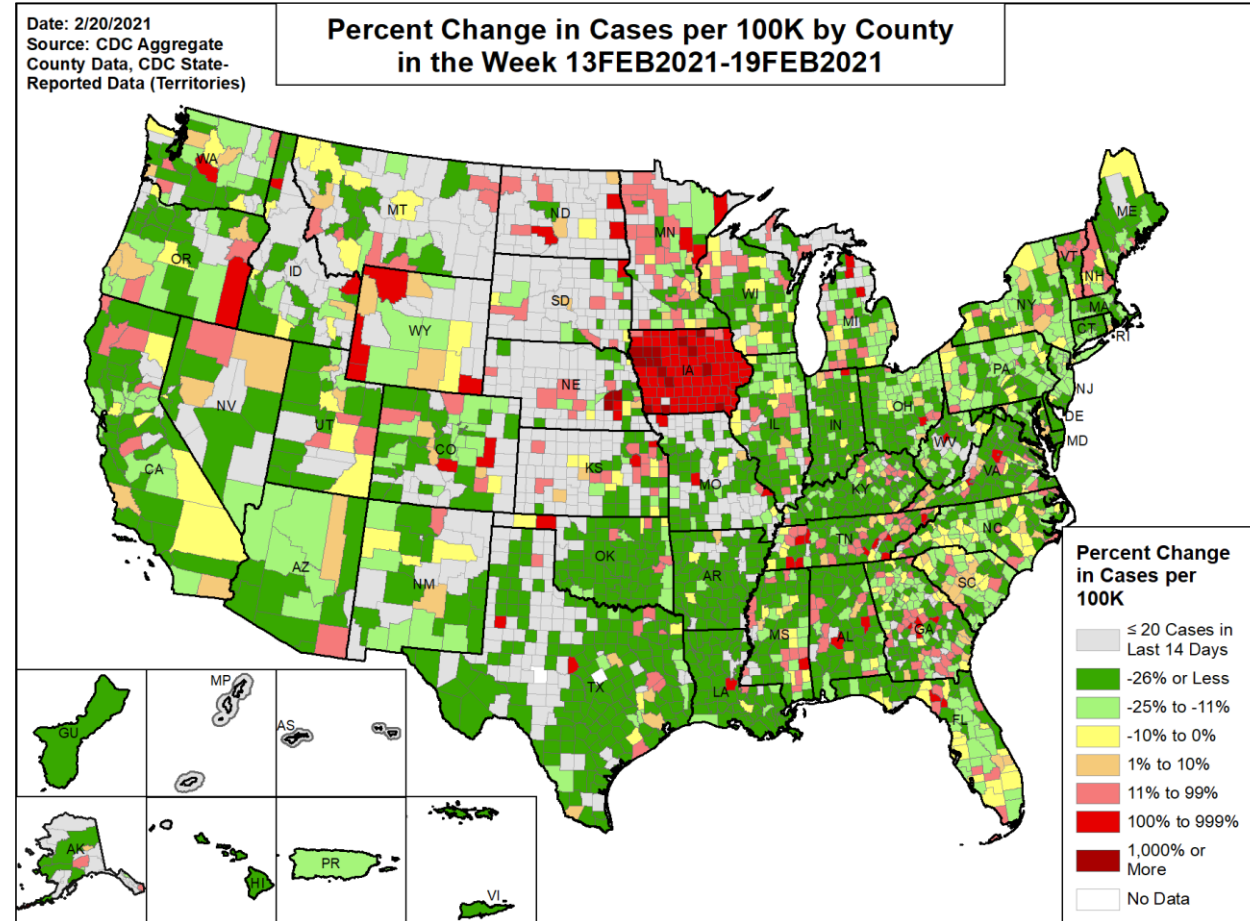 Date: 2/20/2021
Source: CDC Aggregate
County Data, CDC State-
Reported Data (Territories)
Percent Change in Cases per 100K by County
in the Week 13FEB2021-19FEB2021
WA
MT
ND
MN
ME
OR
ID
SD
WI
MI
VT
NH
NY
MA
CT
RI
WY
IA
NE
PA
NJ
NV
UT
CO
IL
IN
OH
DE
MD
WV
VA
CA
KS
MO
KY
AZ
NM
OK
AR
TN
NC
SC
MS
AL
GA
TX
LA
FL
GU
MP
AS
AK
HI
PR
VI
Percent Change
in Cases per
100K
≤ 20 Cases in
Last 14 Days
-26% or Less
-25% to -11%
-10% to 0%
1% to 10%
11% to 99%
100% to 999%
1,000% or
More
No Data